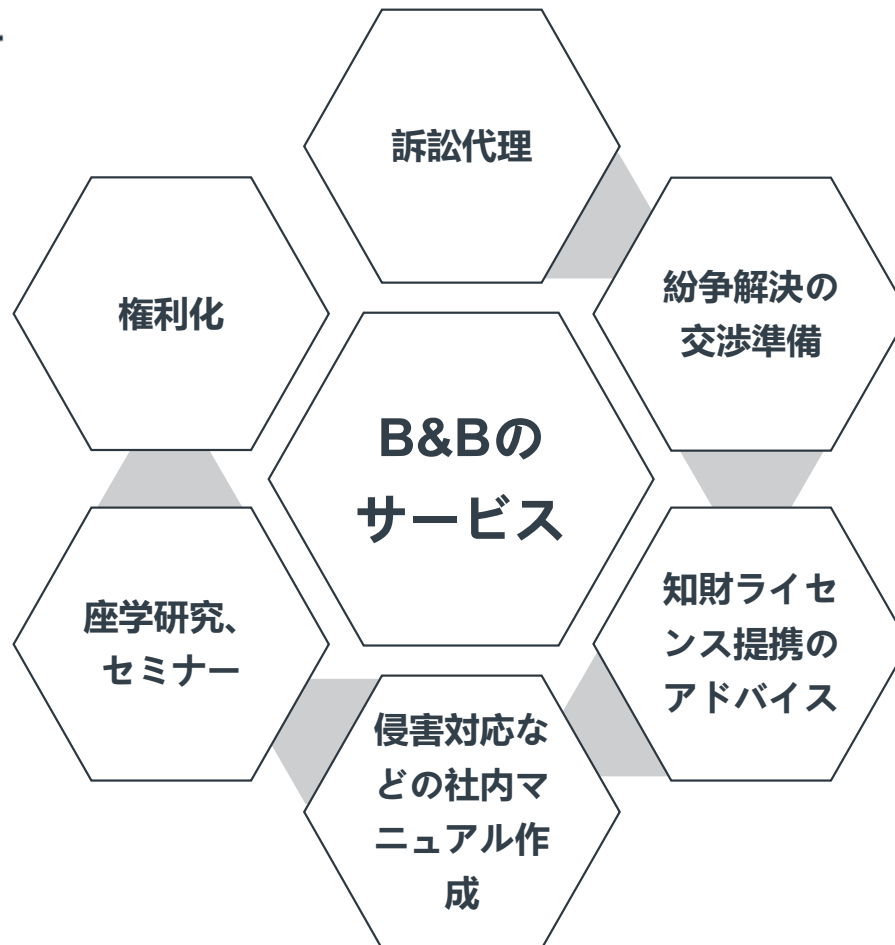 訴訟代理
紛争解決の
交渉準備
権利化
B&Bの
サービス
知財ライセ
ンス提携の
アドバイス
座学研究、
セミナー
侵害対応な
どの社内マ
ニュアル作
成